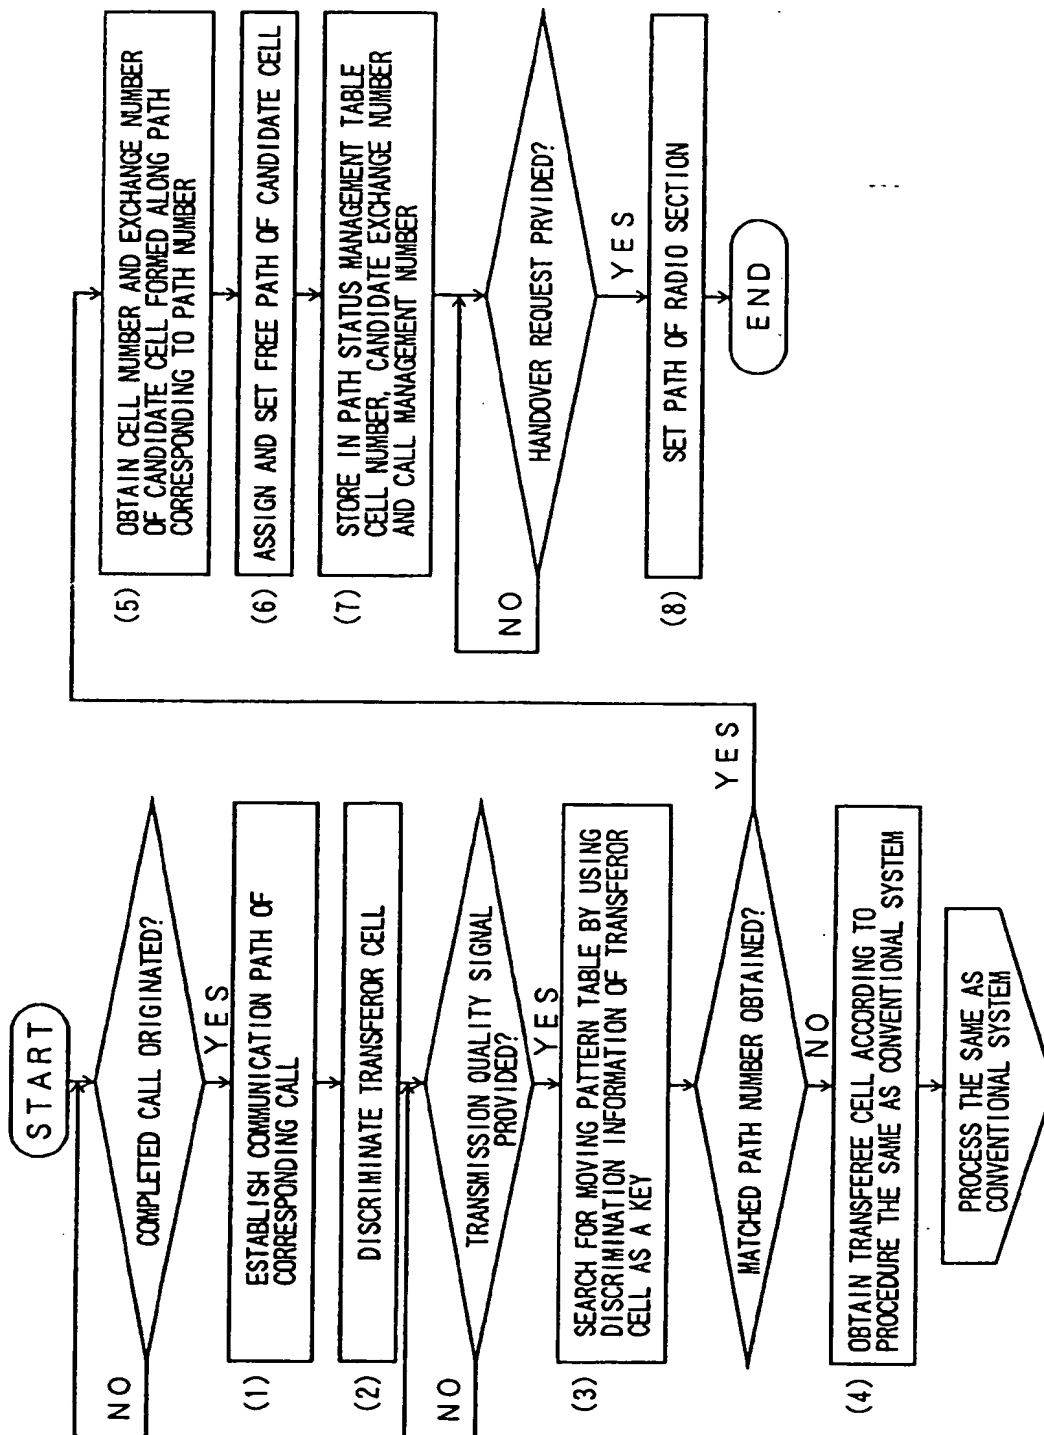 START
COMPLETED CALL ORIGINATED?
NO
YES
(1)
ESTABLISH COMMUNICATION PATH OF
CORRESPONDING CALL
(2)
DISCRIMINATE TRANSFEROR CELL
TRANSMISSION QUALITY SIGNAL
PROVIDED?
NO
YES
(3)
SEARCH FOR MOVING PATTERN TABLE BY USING
DISCRIMINATION INFORMATION OF TRANSFEROR
CELL AS A KEY
MATCHED PATH NUMBER OBTAINED?
YES
NO
(4)
OBTAIN TRANSFEREE CELL ACCORDING TO
PROCEDURE THE SAME AS CONVENTIONAL SYSTEM
PROCESS THE SAME AS
CONVENTIONAL SYSTEM
(5)
OBTAIN CELL NUMBER AND EXCHANGE NUMBER
OF CANDIDATE CELL FORMED ALONG PATH
CORRESPONDING TO PATH NUMBER
(6)
ASSIGN AND SET FREE PATH OF CANDIDATE CELL
(7)
STORE IN PATH STATUS MANAGEMENT TABLE
CELL NUMBER, CANDIDATE EXCHANGE NUMBER
AND CALL MANAGEMENT NUMBER
HANDOVER REQUEST PRVIDED?
NO
YES
(8)
SET PATH OF RADIO SECTION
END